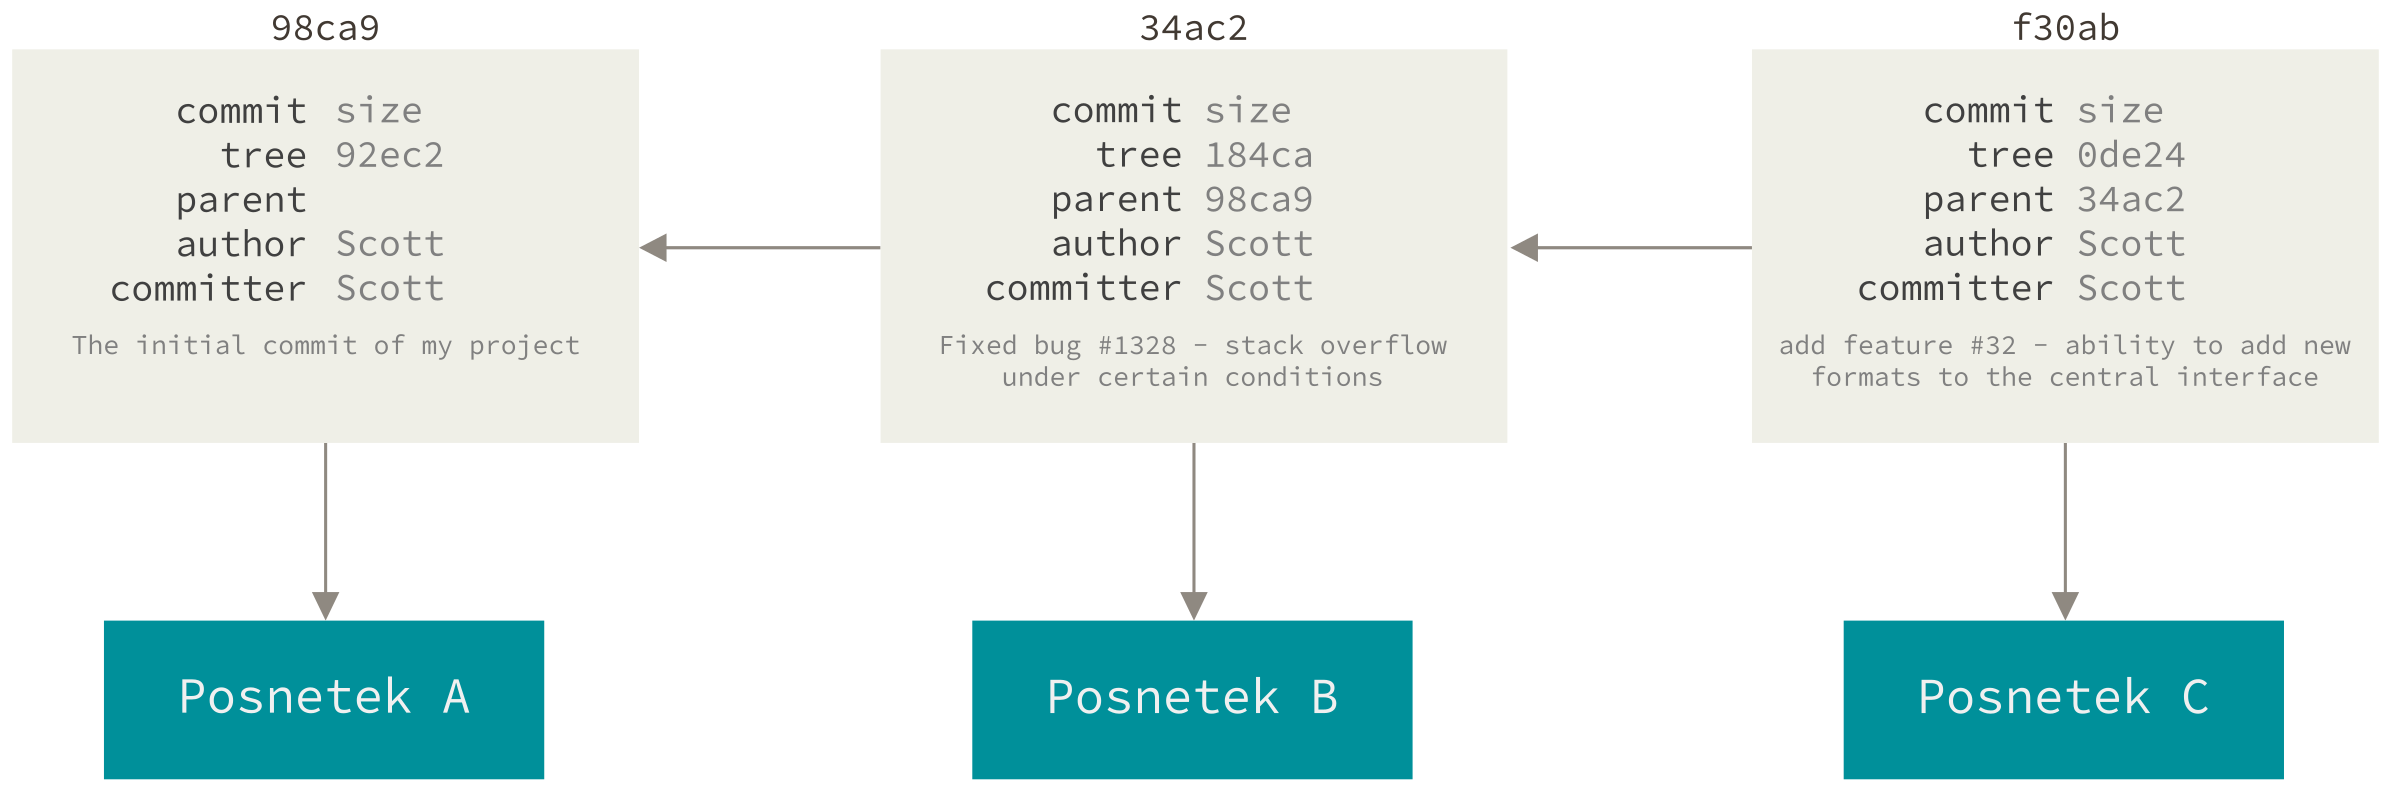 98ca9
commit size
tree 92ec2
parent
author Scott
committer Scott
The initial commit of my project
34ac2
commit size
tree 184ca
parent 98ca9
author Scott
committer Scott
Fixed bug #1328 - stack overflow
under certain conditions
f30ab
commit size
tree 0de24
parent 34ac2
author Scott
committer Scott
add feature #32 - ability to add new
formats to the central interface
Posnetek A
Posnetek B
Posnetek C